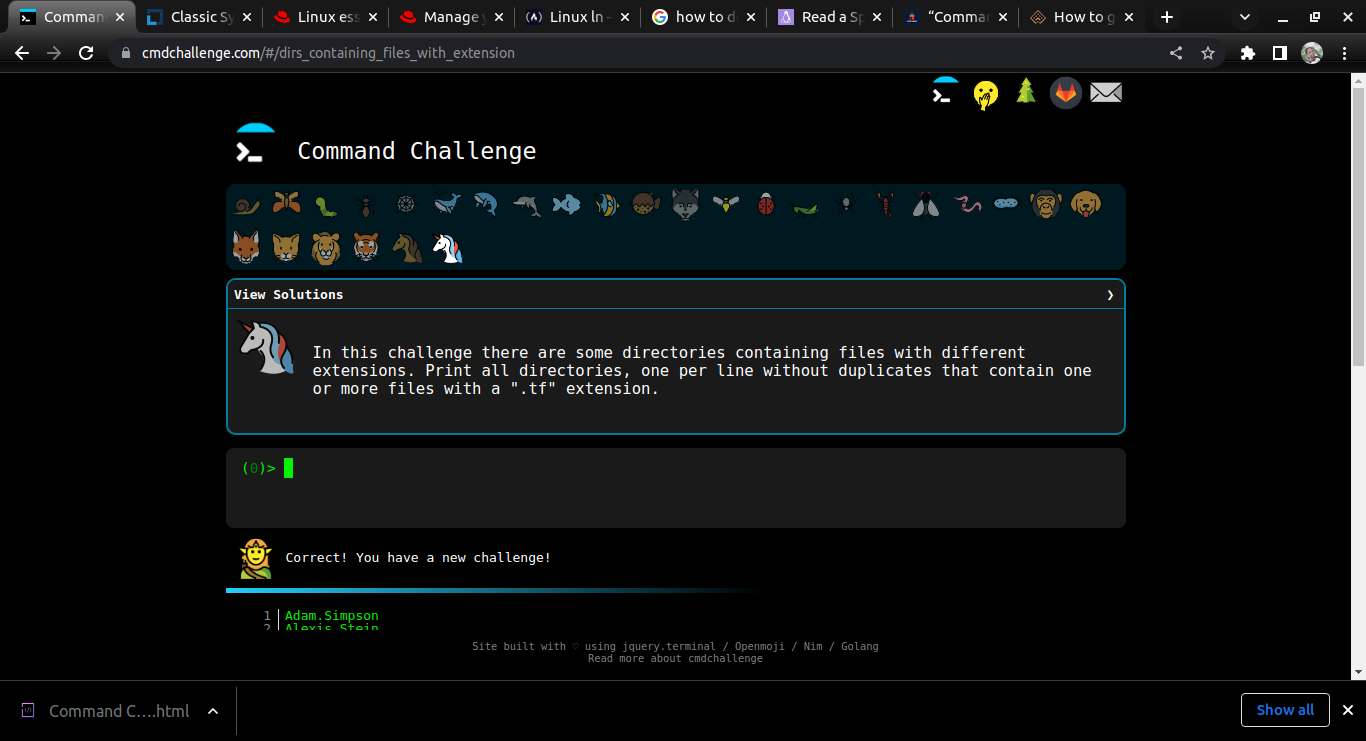 Comman
Classic Sy
Linux ess
Manage y
Linux ln –
how to de
Read a Sp
“Comman
How to g
cmdchallenge.com/#/dirs_containing_files_with_extension
Command Challenge
View Solutions
In this challenge there are some directories containing files with different
extensions. Print all directories, one per line without duplicates that contain one
or more files with a ".tf" extension.
(0)>
Correct! You have a new challenge!
1 Adam.Simpson
2 Alexis.Stein
Site built with ♡ using jquery.terminal / Openmoji / Nim / Golang
Read more about cmdchallenge
Command C....html
Show all